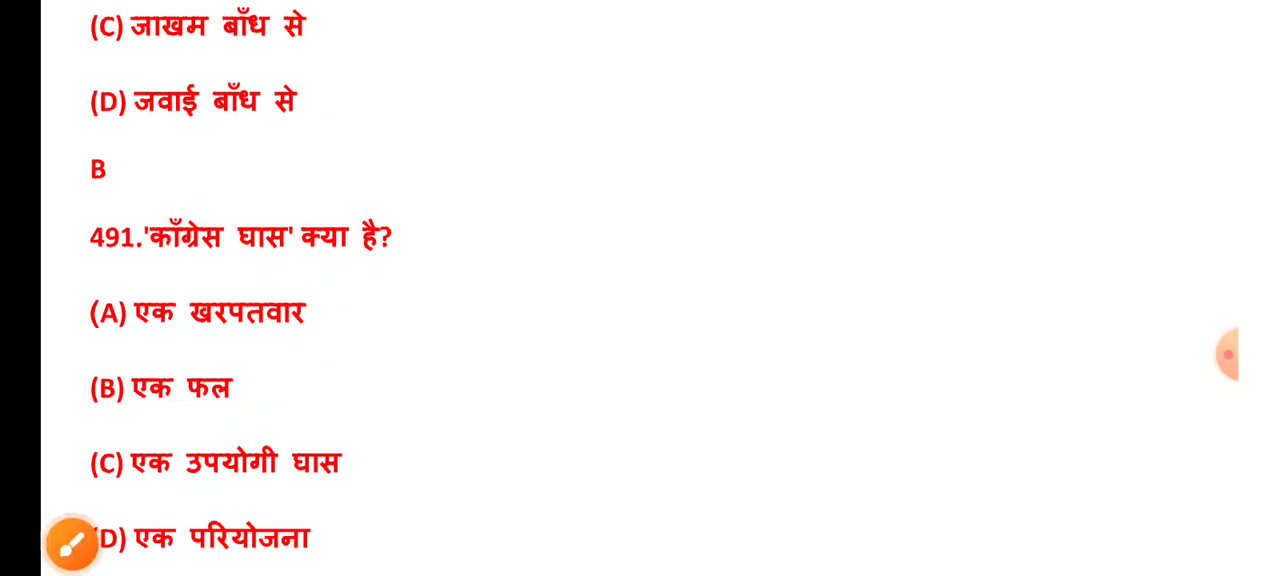 (C) जाखम बाँध से
(D) जवाई बाँध से
B
491.'काँग्रेस घास' क्या है?
(A) एक खरपतवार
(B) एक फल
(C) एक उपयोगी घास
(D) एक परियोजना